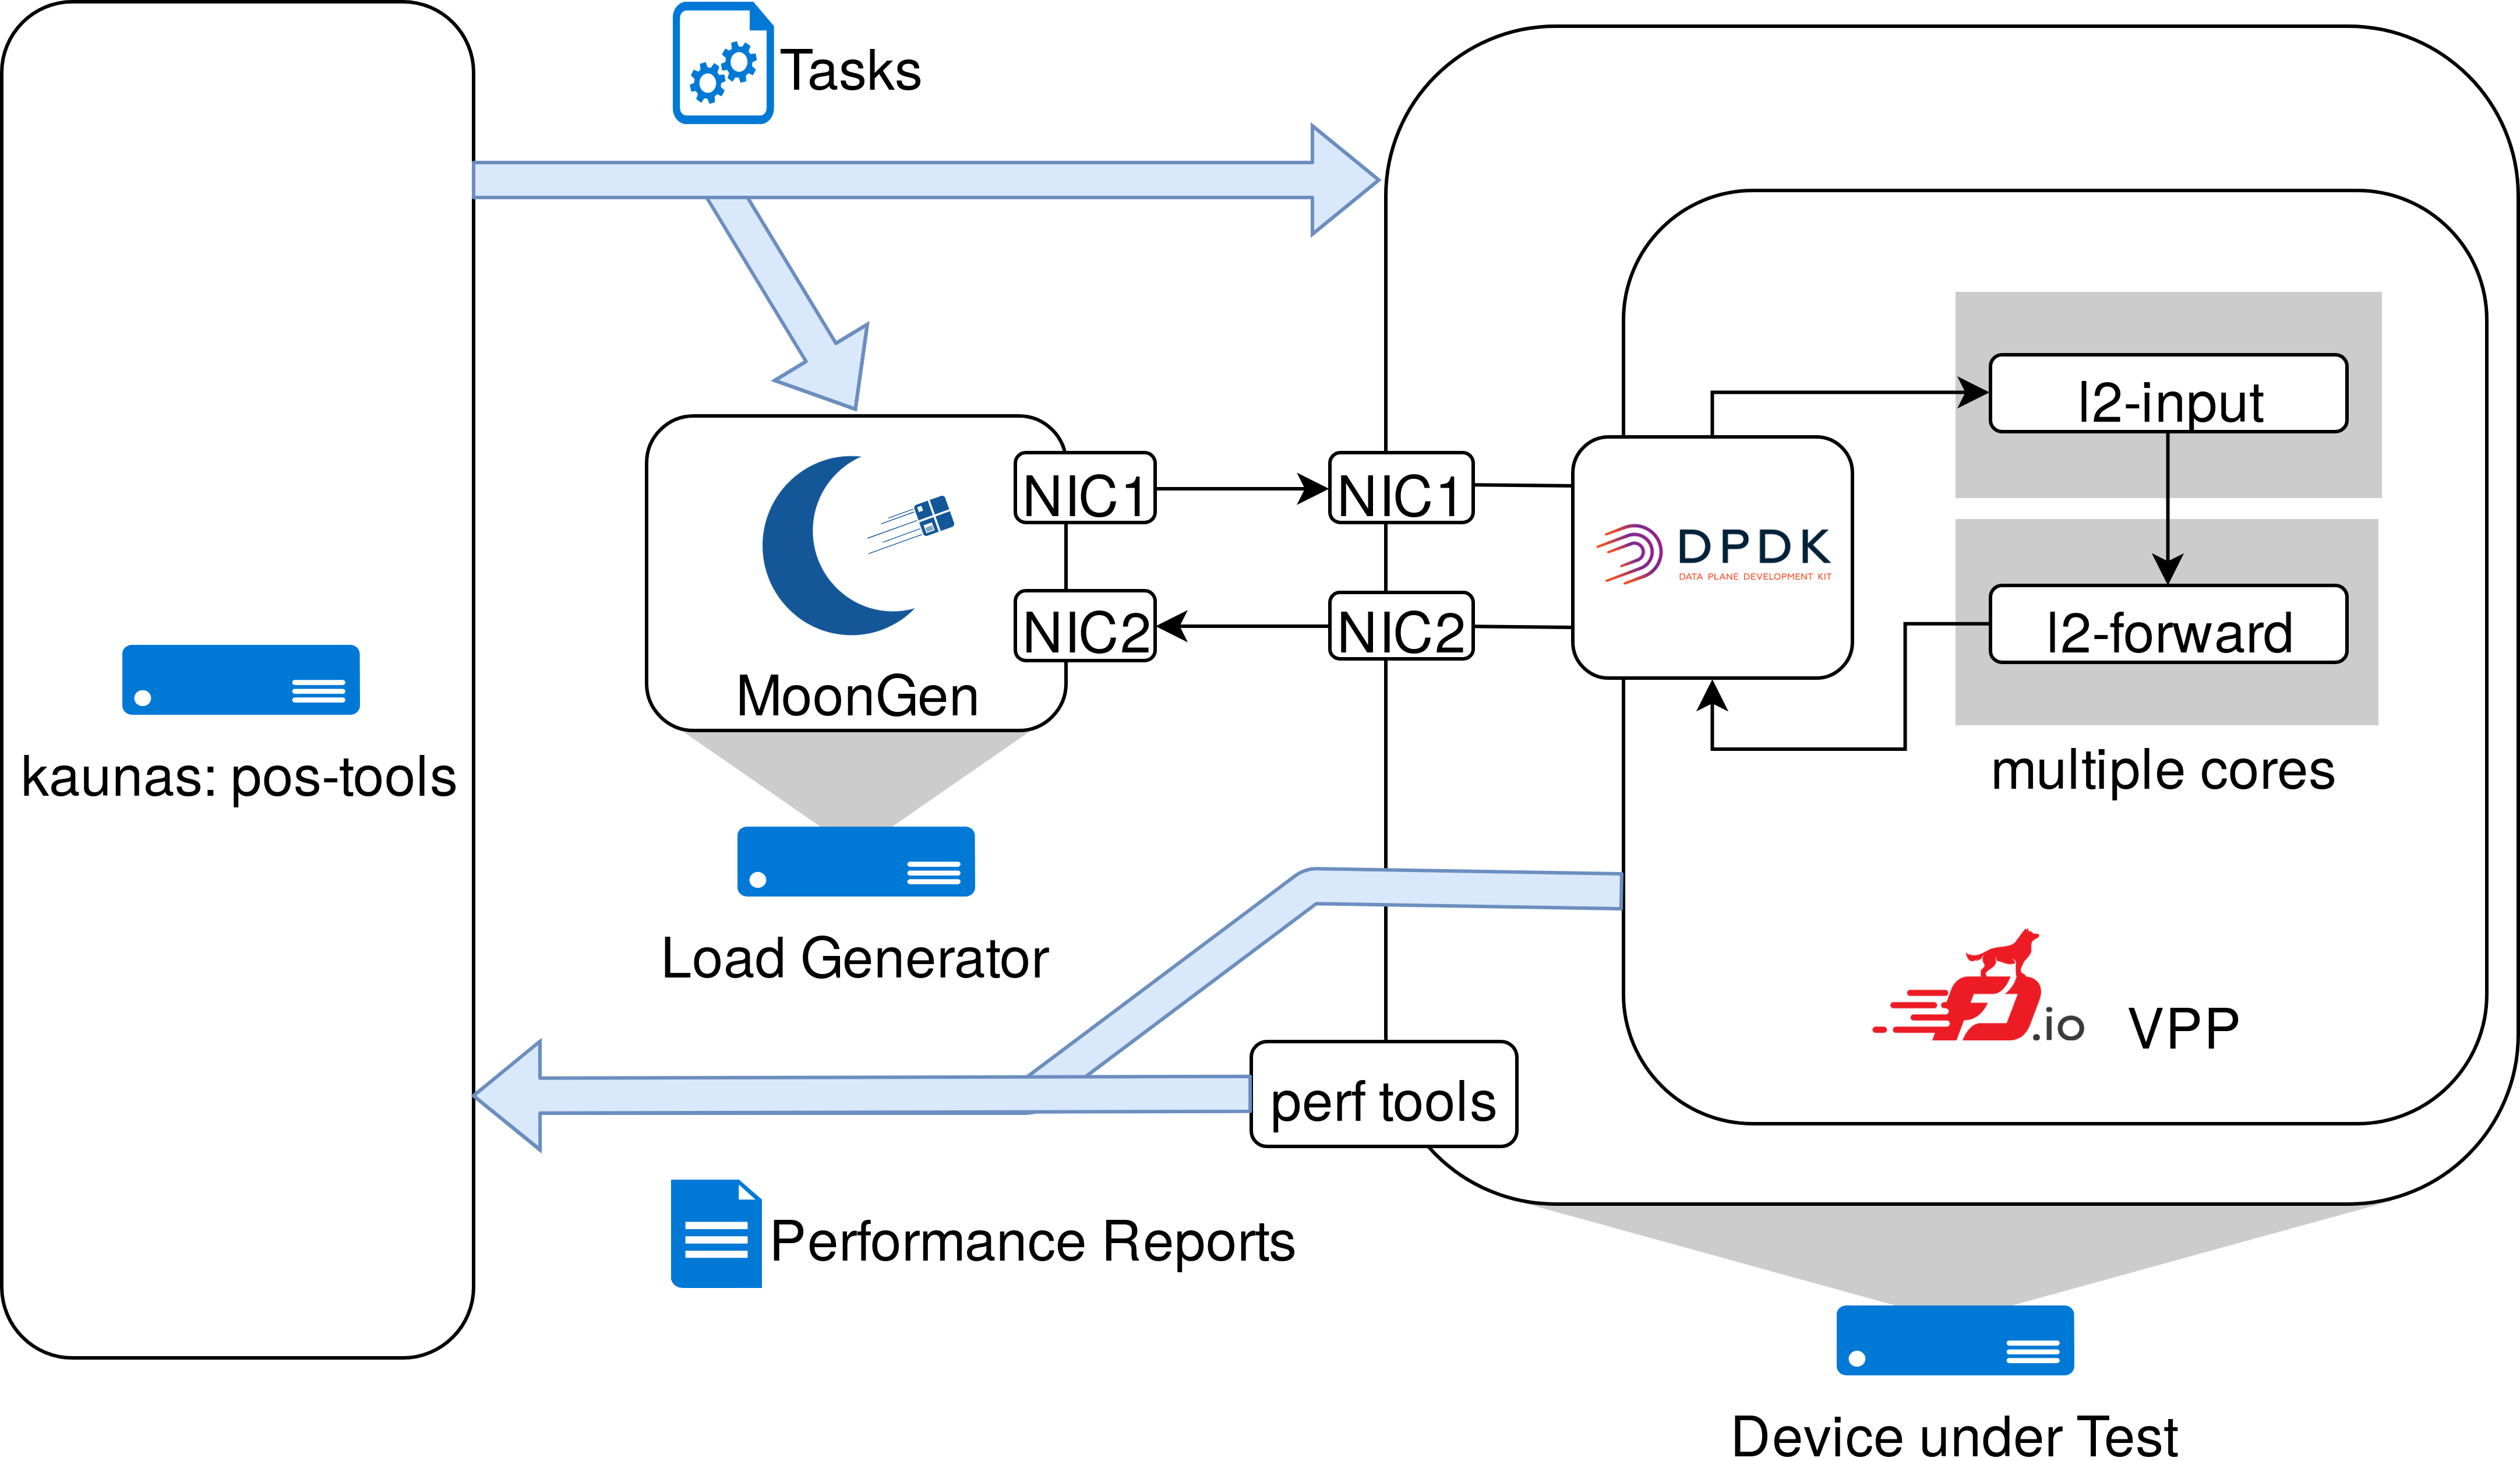 Tasks
l2-input
NIC1
NIC1
DPDK
DATA PLANE DEVELOPMENT KIT
NIC2
NIC2
l2-forward
MoonGen
kaunas: pos-tools
multiple cores
Load Generator
.io
VPP
perf tools
Performance Reports
Device under Test